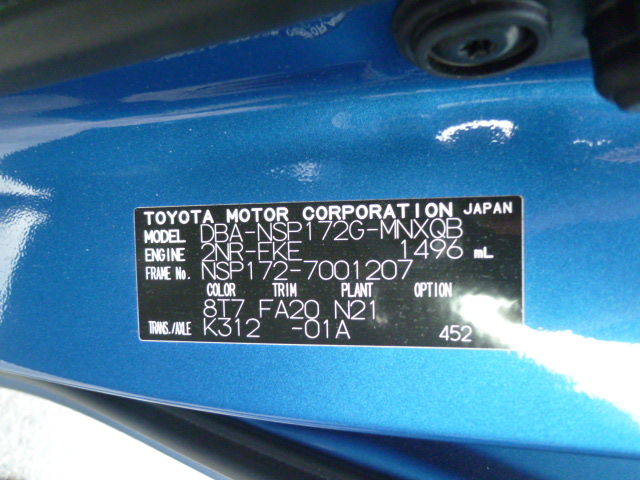 TOYOTA MOTOR CORPORATION JAPAN
MODEL DBA-NSP172G-MNXQB
ENGINE 2NR-FKE 1496 mL
FRAME No. NSP172-7001207
COLOR TRIM PLANT OPTION
8T7 FA20 N21
TRANS./AXLE K312 -01A 452